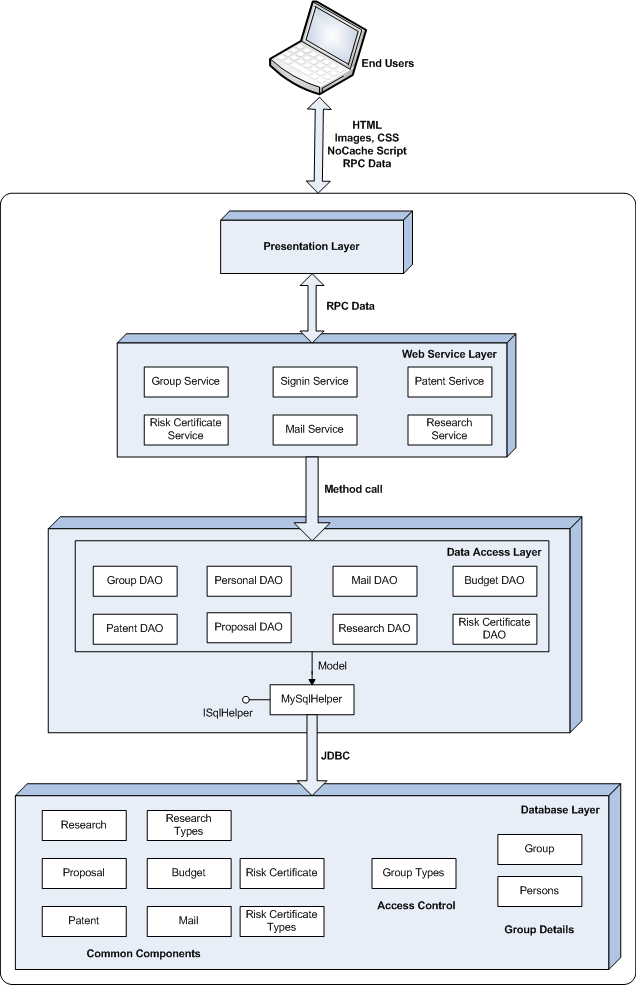 End Users
HTML
Images, CSS
NoCache Script
RPC Data
Presentation Layer
RPC Data
Web Service Layer
Group Service
Signin Service
Patent Serivce
Risk Certificate
Service
Mail Service
Research
Service
Method call
Data Access Layer
Group DAO
Personal DAO
Mail DAO
Budget DAO
Patent DAO
Proposal DAO
Research DAO
Risk Certificate
DAO
Model
MySqlHelper
ISqlHelper
JDBC
Database Layer
Research
Research
Types
Proposal
Budget
Risk Certificate
Patent
Mail
Risk Certificate
Types
Common Components
Group Types
Access Control
Group
Persons
Group Details